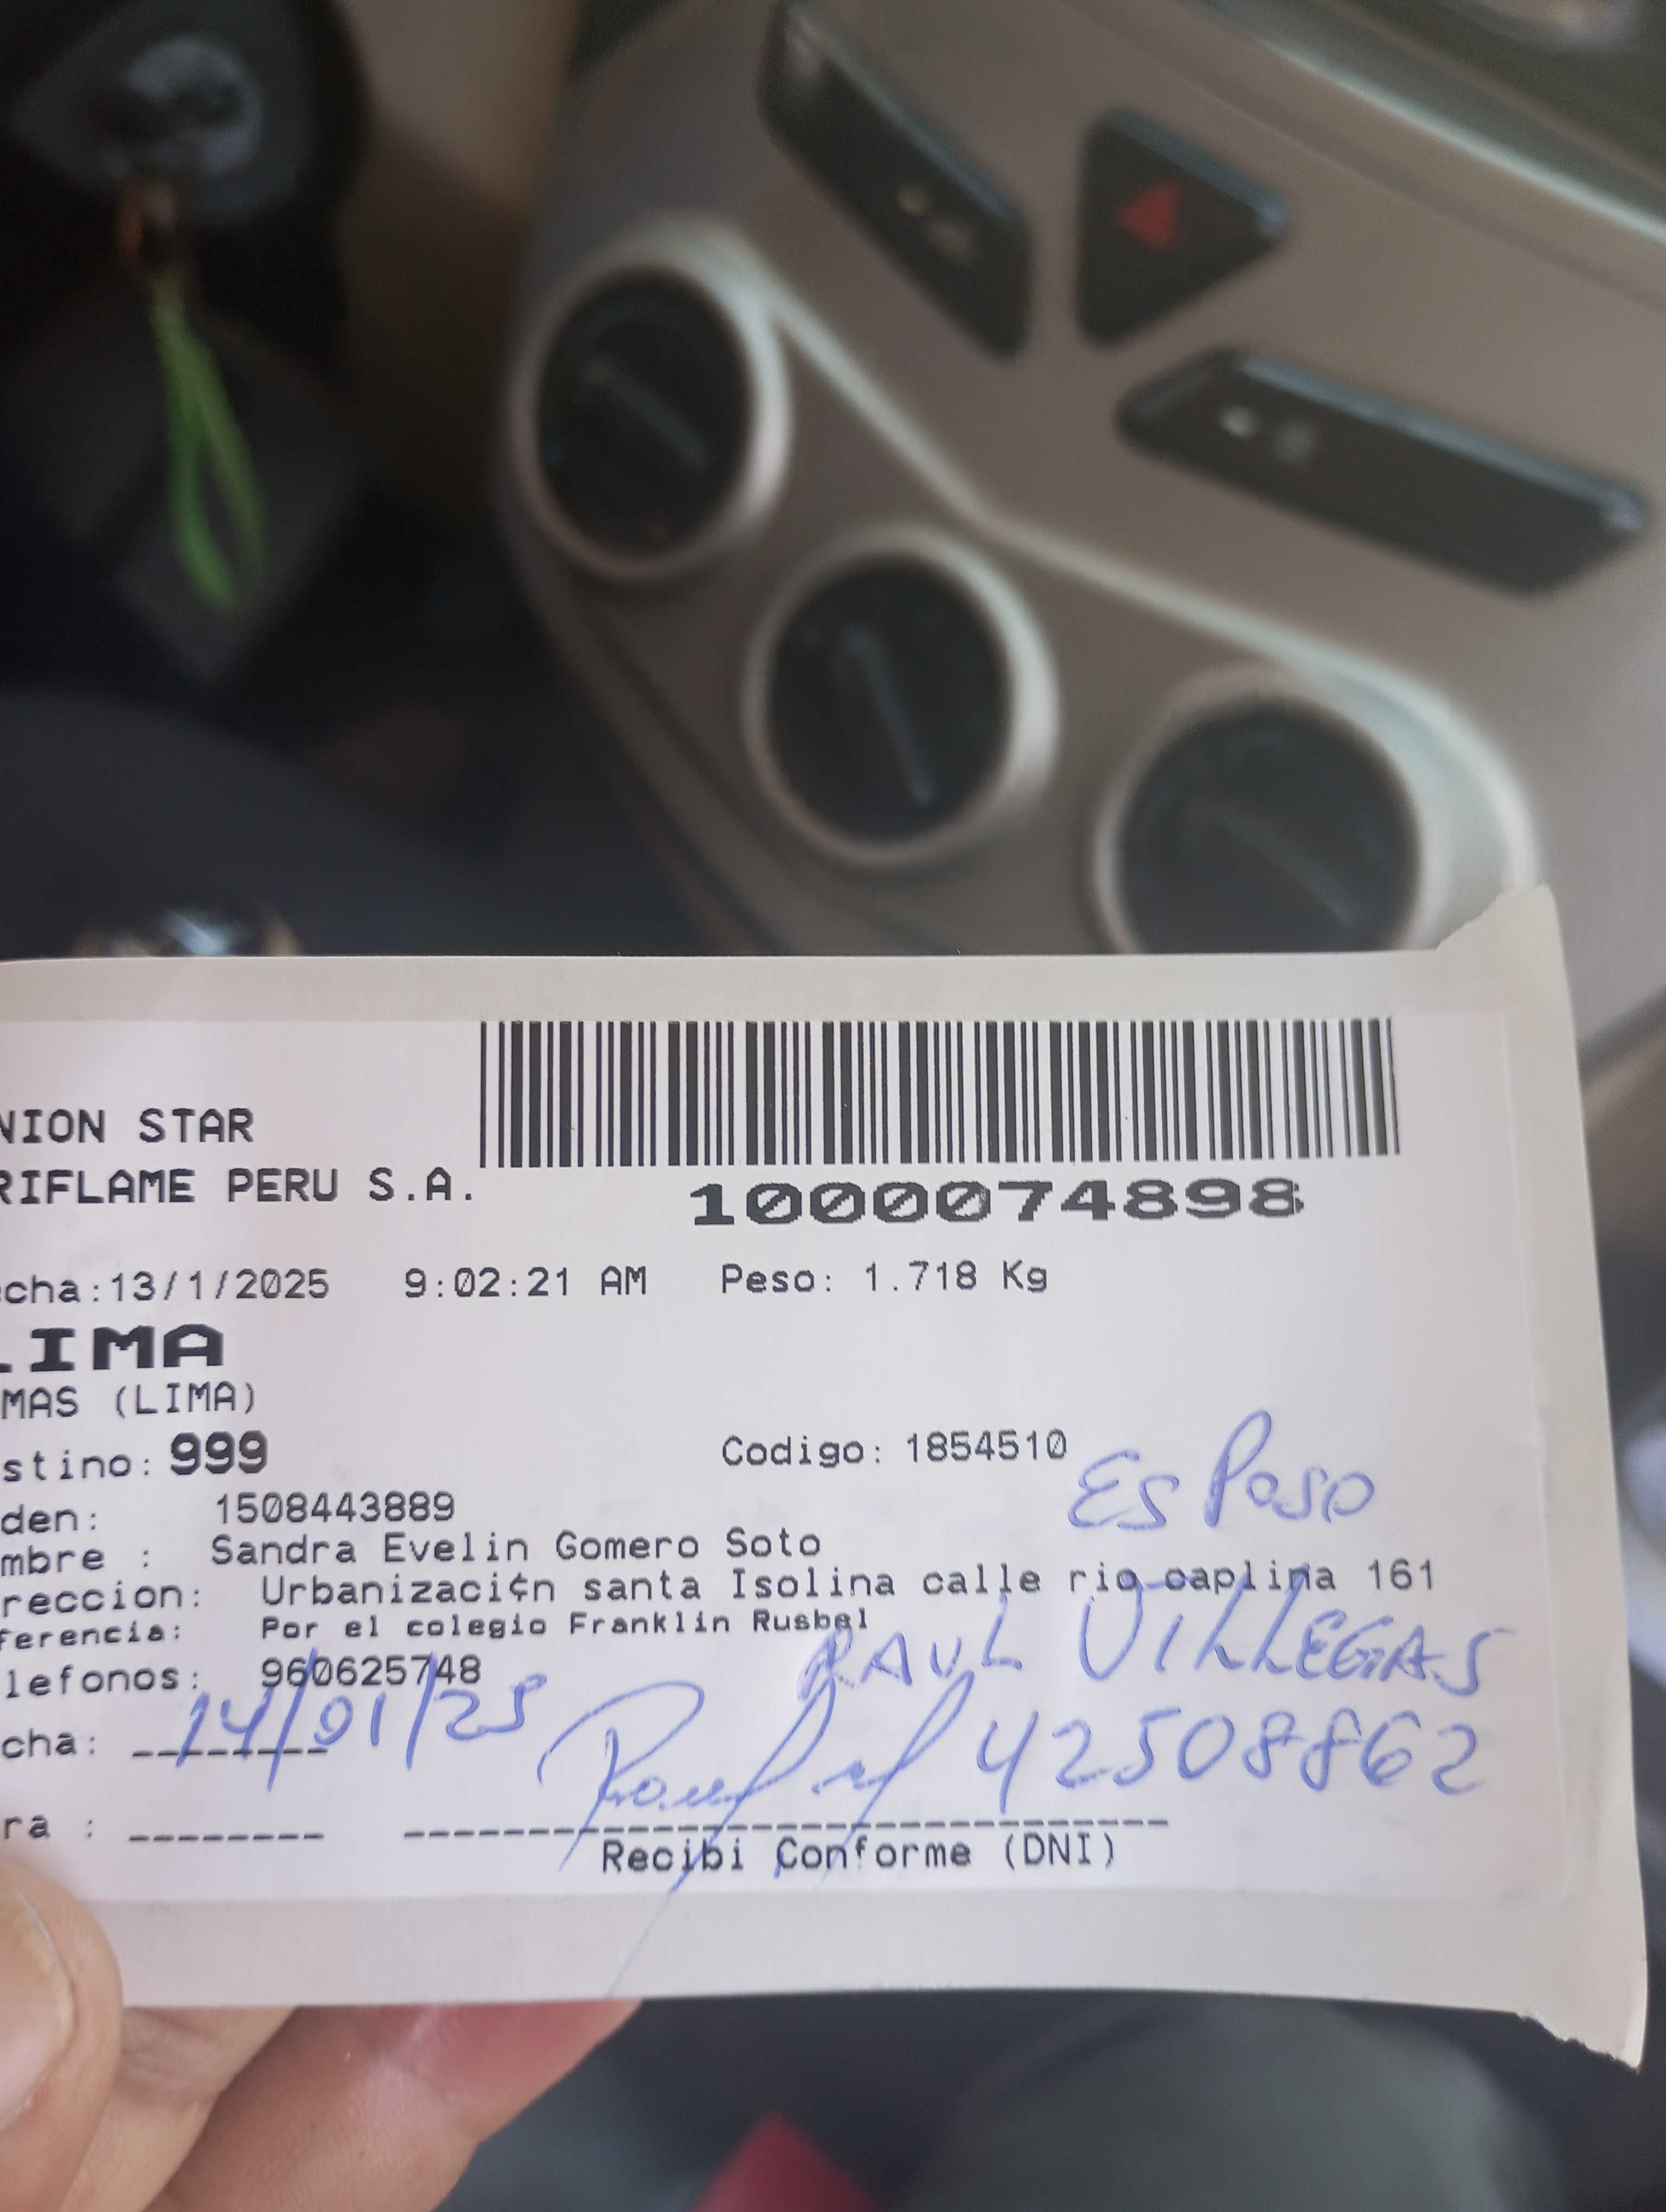 NION STAR
RIFLAME PERU S.A.
1000074898
echa:13/1/2025 9:02:21 AM Peso: 1.718 Kg
LIMA
MAS (LIMA)
stino: 999 Codigo: 1854510
ESPOSO
den: 1508443889
mbre : Sandra Evelin Gomero Soto
reccion: Urbanizaci¢n santa Isolina calle rio caplina 161
ferencia: Por el colegio Franklin Rusbel
RAUL VILLEGAS
lefonos: 960625748
cha: 14/01/25 42508862
ra :
Recibi Conforme (DNI)